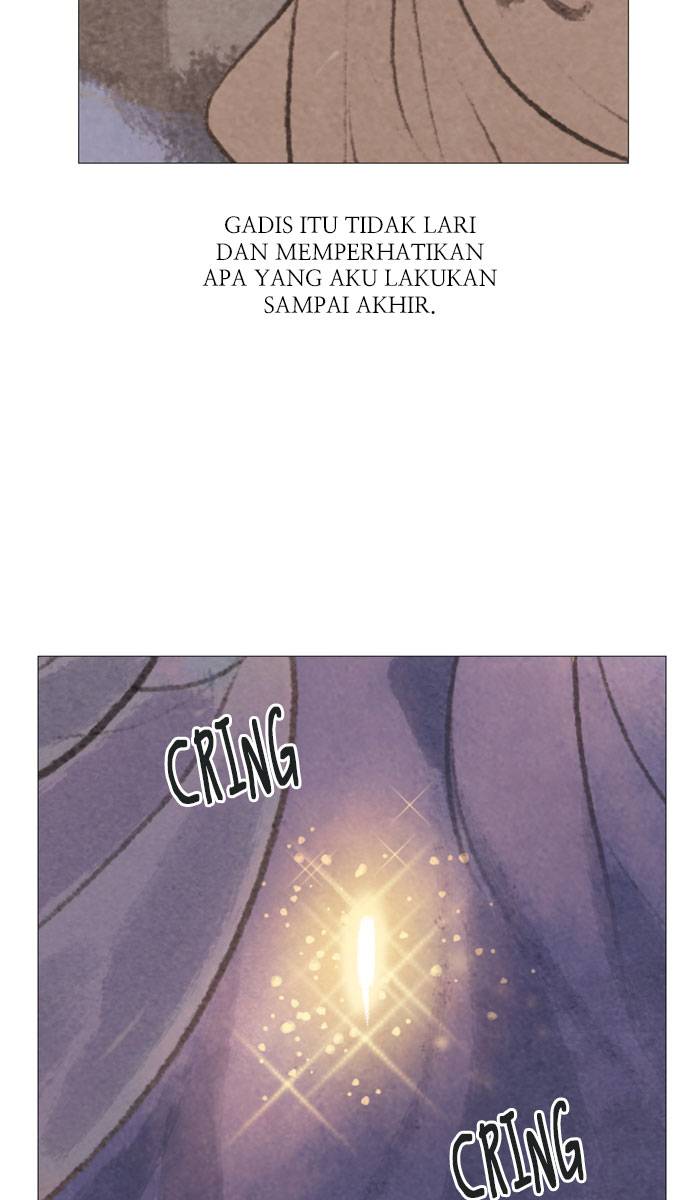 GADIS ITU TIDAK LARI
DAN MEMPERHATIKAN
APA YANG AKU LAKUKAN
SAMPAI AKHIR.
CRING
CRING